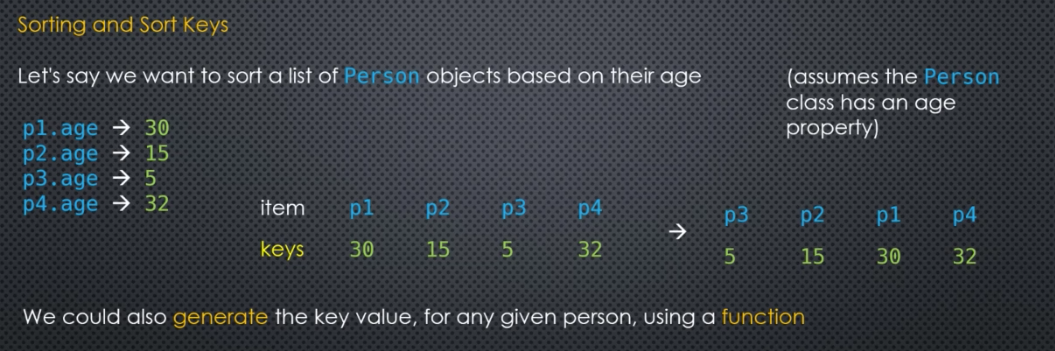 Sorting and Sort Keys
Let's say we want to sort a list of Person objects based on their age
(assumes the Person
class has an age
property)
p1.age → 30
p2.age → 15
p3.age → 5
p4.age → 32
item p1 p2 p3 p4
keys 30 15 5 32
→
p3 p2 p1 p4
5 15 30 32
We could also generate the key value, for any given person, using a function